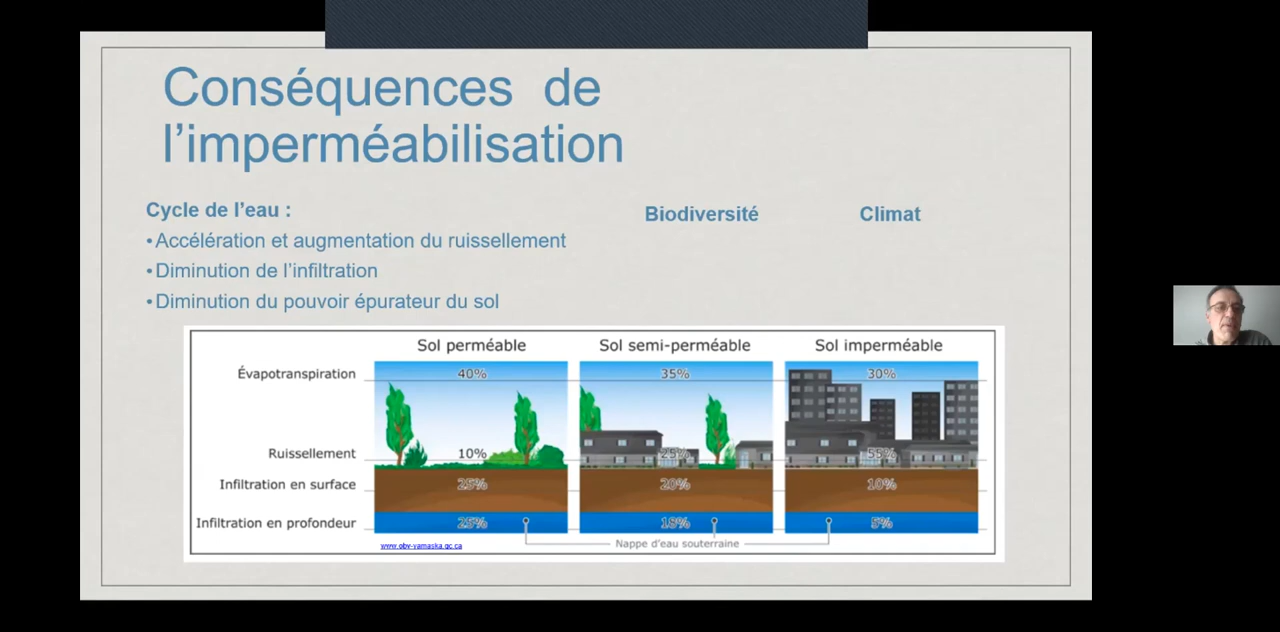 Conséquences de
l’imperméabilisation
Cycle de l’eau :
•Accélération et augmentation du ruissellement
•Diminution de l’infiltration
•Diminution du pouvoir épurateur du sol
Biodiversité
Climat
Sol perméable Sol semi-perméable Sol imperméable
Évapotranspiration 40% 35% 30%
Ruissellement 10% 25% 55%
Infiltration en surface 25% 20% 10%
Infiltration en profondeur 25% 18% 5%
www.obv-yamaska.qc.ca
Nappe d’eau souterraine